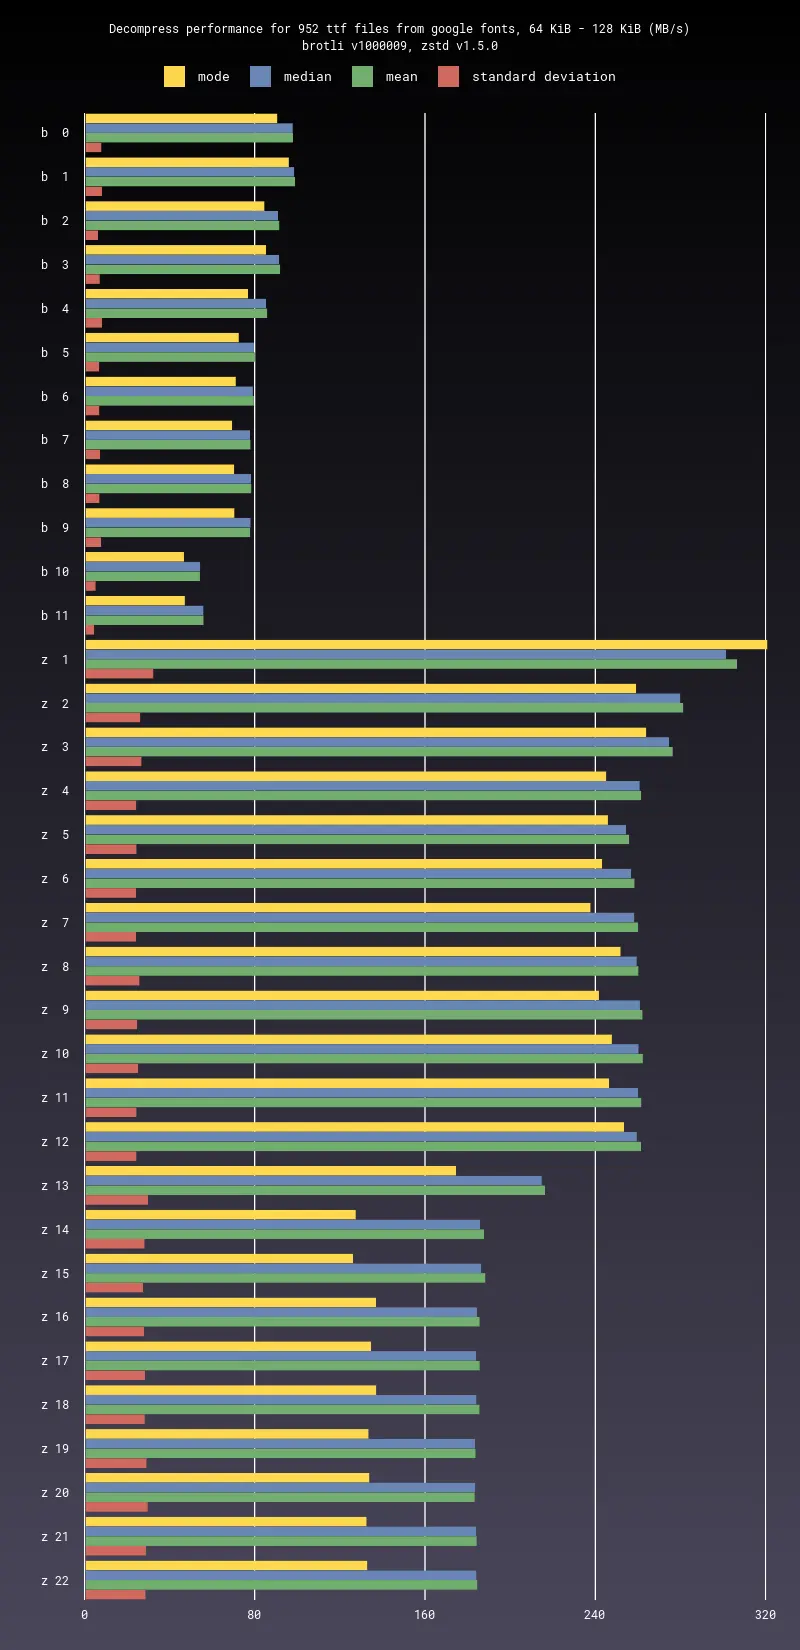 Decompress performance for 952 ttf files from google fonts, 64 KiB - 128 KiB (MB/s)
brotli v1000009, zstd v1.5.0
mode median mean standard deviation
b 0
b 1
b 2
b 3
b 4
b 5
b 6
b 7
b 8
b 9
b 10
b 11
z 1
z 2
z 3
z 4
z 5
z 6
z 7
z 8
z 9
z 10
z 11
z 12
z 13
z 14
z 15
z 16
z 17
z 18
z 19
z 20
z 21
z 22
0 80 160 240 320